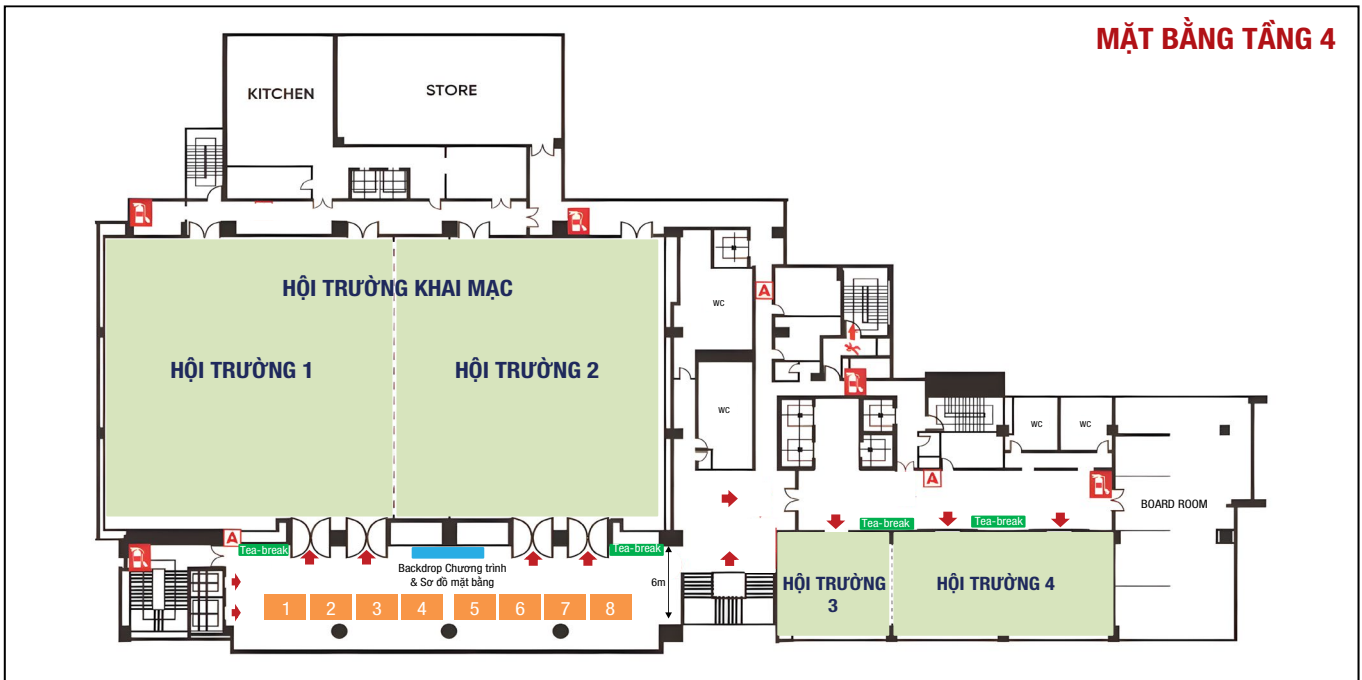 MẶT BẰNG TẦNG 4
KITCHEN
STORE
HỘI TRƯỜNG KHAI MẠC
HỘI TRƯỜNG 1
HỘI TRƯỜNG 2
WC
A
WC
WC
WC
A
BOARD ROOM
A
Tea-break
Tea-break
Tea-break
Tea-break
Backdrop Chương trình
& Sơ đồ mặt bằng
6m
HỘI TRƯỜNG
3
HỘI TRƯỜNG 4
1 2 3 4 5 6 7 8